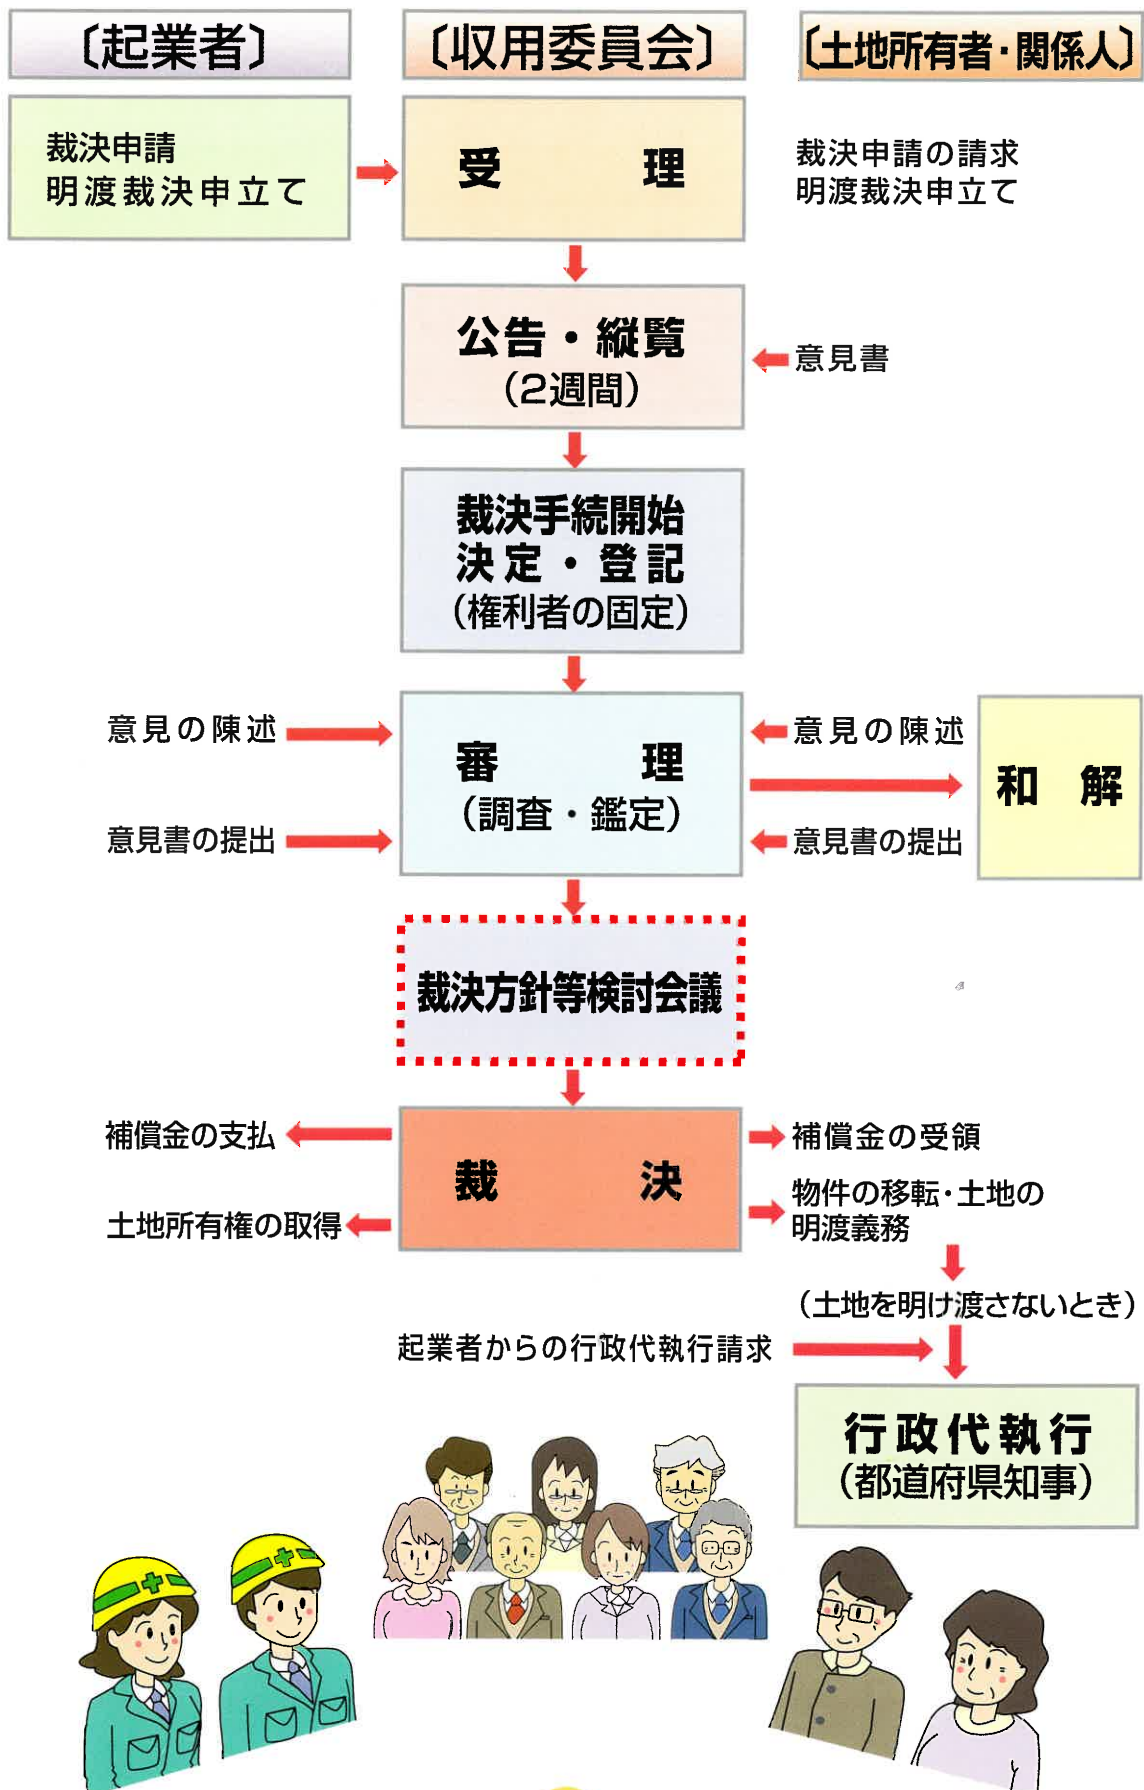 〔起業者〕
〔収用委員会〕
〔土地所有者・関係人〕
裁決申請
明渡裁決申立て
受理
裁決申請の請求
明渡裁決申立て
公告・縦覧
（2週間）
意見書
裁決手続開始
決定・登記
（権利者の固定）
意見の陳述
意見書の提出
審理
（調査・鑑定）
意見の陳述
意見書の提出
和解
裁決方針等検討会議
補償金の支払
土地所有権の取得
裁決
補償金の受領
物件の移転・土地の
明渡義務
（土地を明け渡さないとき）
起業者からの行政代執行請求
行政代執行
（都道府県知事）